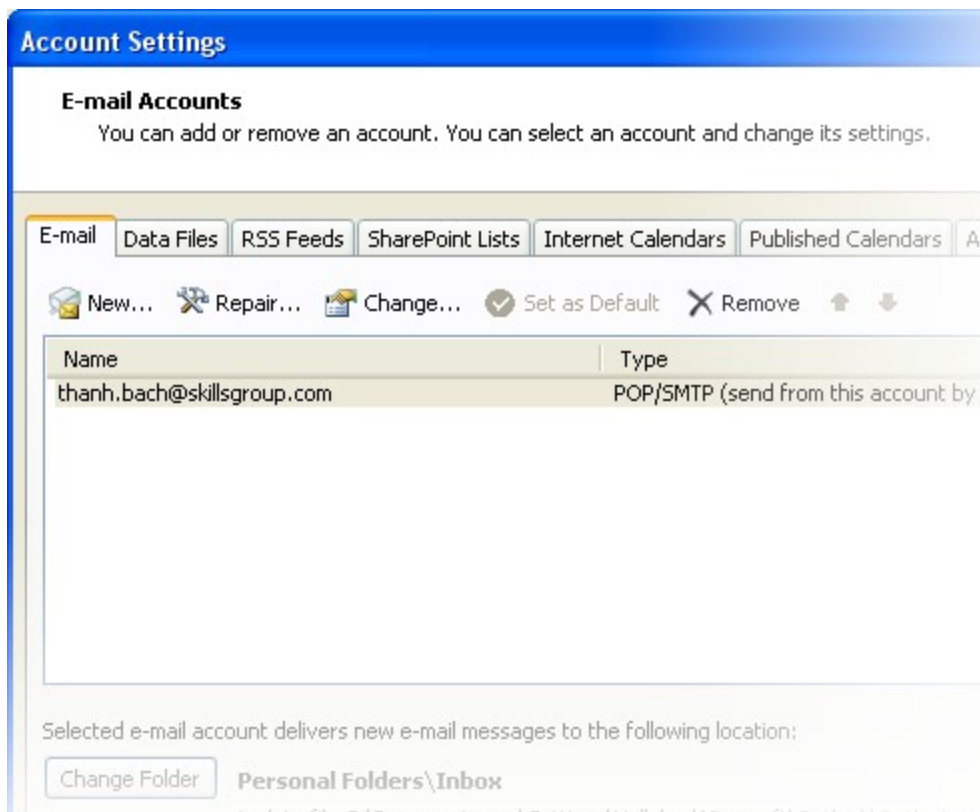 Account Settings
E-mail Accounts
You can add or remove an account. You can select an account and change its settings.
E-mail Data Files RSS Feeds SharePoint Lists Internet Calendars Published Calendars A
New... Repair... Change... Set as Default Remove
Name Type
thanh.bach@skillsgroup.com POP/SMTP (send from this account by
Selected e-mail account delivers new e-mail messages to the following location:
Change Folder Personal Folders\Inbox